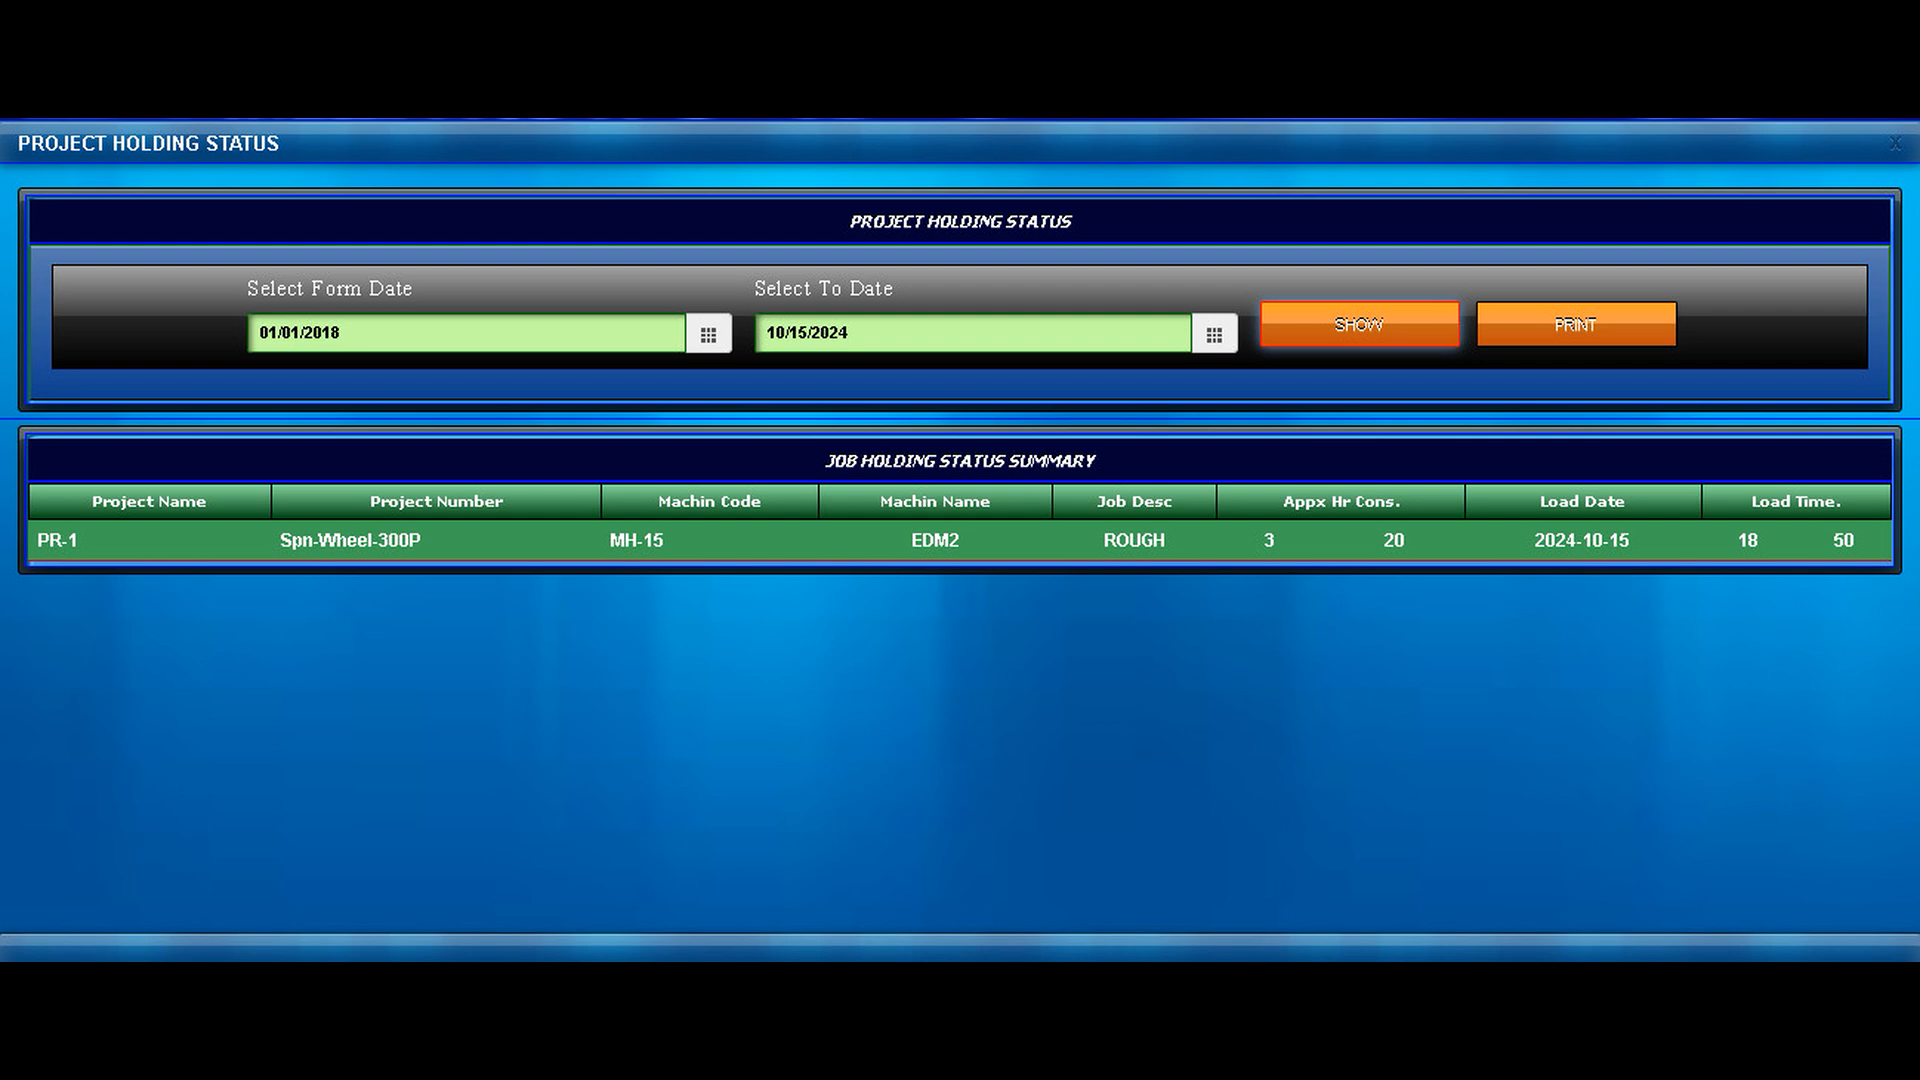 PROJECT HOLDING STATUS X
PROJECT HOLDING STATUS
Select Form Date Select To Date
01/01/2018 10/15/2024 SHOW PRINT
JOB HOLDING STATUS SUMMARY
Project Name Project Number Machin Code Machin Name Job Desc Appx Hr Cons. Load Date Load Time.
PR-1 Spn-Wheel-300P MH-15 EDM2 ROUGH 3 20 2024-10-15 18 50